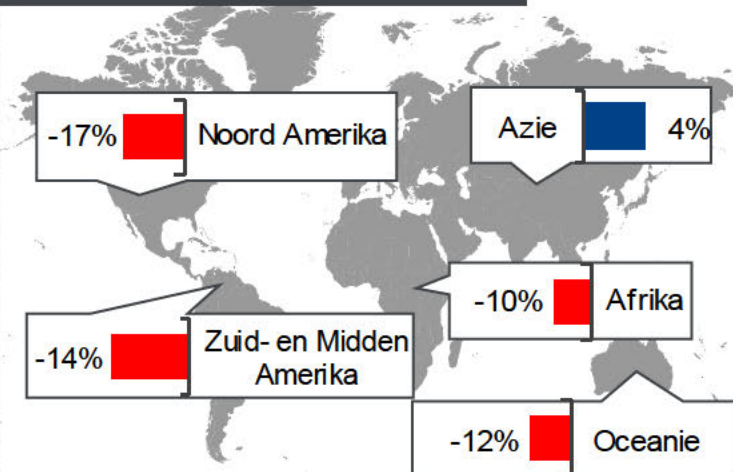 -17% Noord Amerika
Azie 4%
-10% Afrika
-14% Zuid- en Midden
Amerika
-12% Oceanie